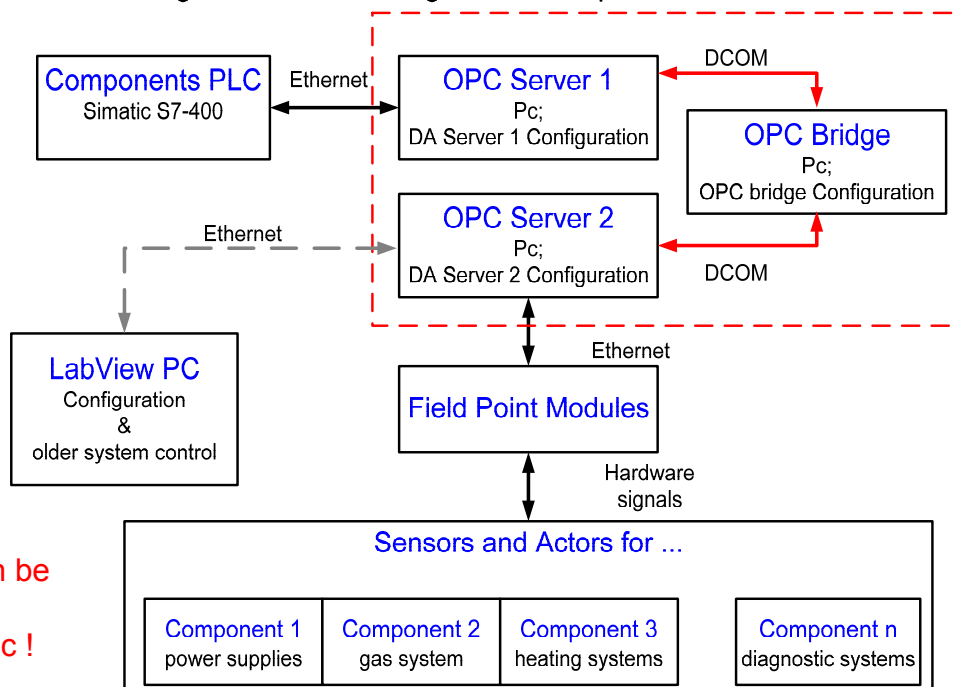 Components PLC
Simatic S7-400
Ethernet
OPC Server 1
Pc;
DA Server 1 Configuration
DCOM
OPC Bridge
Pc;
OPC bridge Configuration
OPC Server 2
Pc;
DA Server 2 Configuration
DCOM
Ethernet
LabView PC
Configuration
&
older system control
Ethernet
Field Point Modules
Hardware
signals
Sensors and Actors for ...
Component 1
power supplies
Component 2
gas system
Component 3
heating systems
Component n
diagnostic systems
be
c !